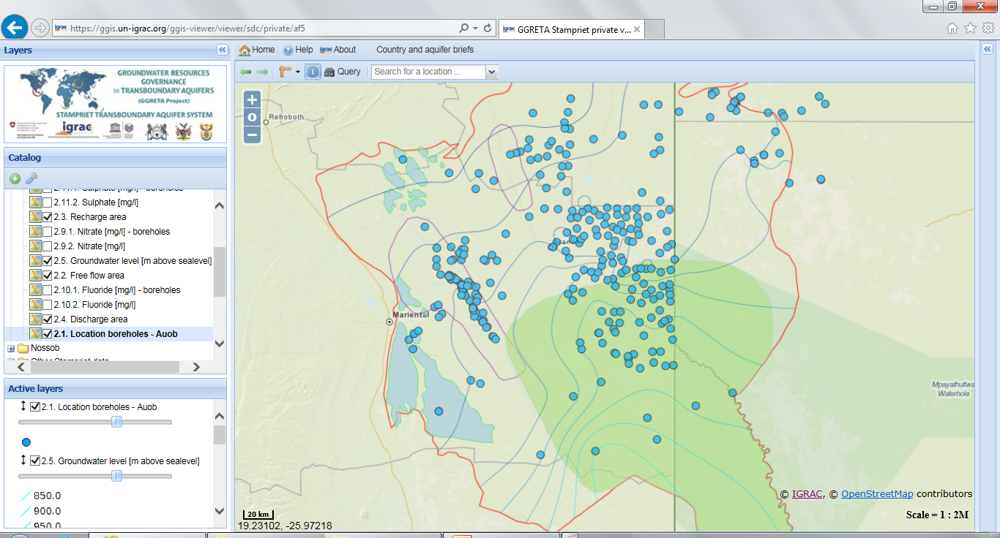 https://ggis.un-igrac.org/ggis-viewer/viewer/sdc/private/af5
igrac GGRETA Stampriet private v...
Layers
Home Help igrac About Country and aquifer briefs
Query Search for a location ...
GROUNDWATER RESOURCES
GOVERNANCE
in TRANSBOUNDARY AQUIFERS
(GGRETA Project)
STAMPRIET TRANSBOUNDARY AQUIFER SYSTEM
igrac
Catalog
2.11.1. Sulphate [mg/l] - boreholes
2.11.2. Sulphate [mg/l]
2.3. Recharge area
2.9.1. Nitrate [mg/l] - boreholes
2.9.2. Nitrate [mg/l]
2.5. Groundwater level [m above sealevel]
2.2. Free flow area
2.10.1. Fluoride [mg/l] - boreholes
2.10.2. Fluoride [mg/l]
2.4. Discharge area
2.1. Location boreholes - Auob
Nossob
Other Stampriet data
Active layers
2.1. Location boreholes - Auob
2.5. Groundwater level [m above sealevel]
850.0
900.0
950.0
Rehoboth
Mariental
Mpayathutlwa
Waterhole
© IGRAC, © OpenStreetMap contributors
20 km
Scale = 1 : 2M
19.23102, -25.97218